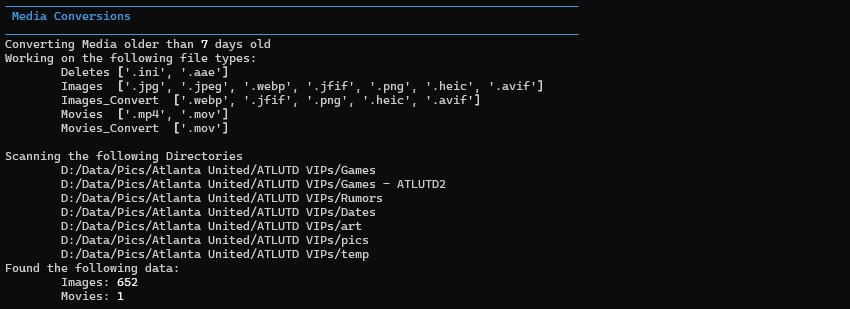 Media Conversions
Converting Media older than 7 days old
Working on the following file types:
Deletes ['.ini', '.aae']
Images ['.jpg', '.jpeg', '.webp', '.jfif', '.png', '.heic', '.avif']
Images_Convert ['.webp', '.jfif', '.png', '.heic', '.avif']
Movies ['.mp4', '.mov']
Movies_Convert ['.mov']
Scanning the following Directories
D:/Data/Pics/Atlanta United/ATLUTD VIPs/Games
D:/Data/Pics/Atlanta United/ATLUTD VIPs/Games - ATLUTD2
D:/Data/Pics/Atlanta United/ATLUTD VIPs/Rumors
D:/Data/Pics/Atlanta United/ATLUTD VIPs/Dates
D:/Data/Pics/Atlanta United/ATLUTD VIPs/art
D:/Data/Pics/Atlanta United/ATLUTD VIPs/pics
D:/Data/Pics/Atlanta United/ATLUTD VIPs/temp
Found the following data:
Images: 652
Movies: 1